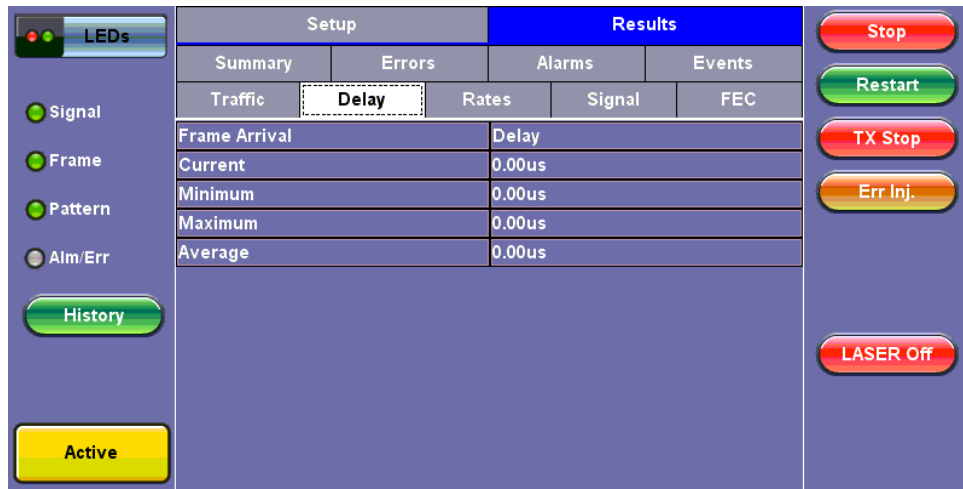 LEDs
Setup
Results
Stop
Summary
Errors
Alarms
Events
Restart
Traffic
Delay
Rates
Signal
FEC
Signal
Frame Arrival
Delay
TX Stop
Frame
Current
0.00us
Minimum
0.00us
Err Inj.
Pattern
Maximum
0.00us
Alm/Err
Average
0.00us
History
LASER Off
Active